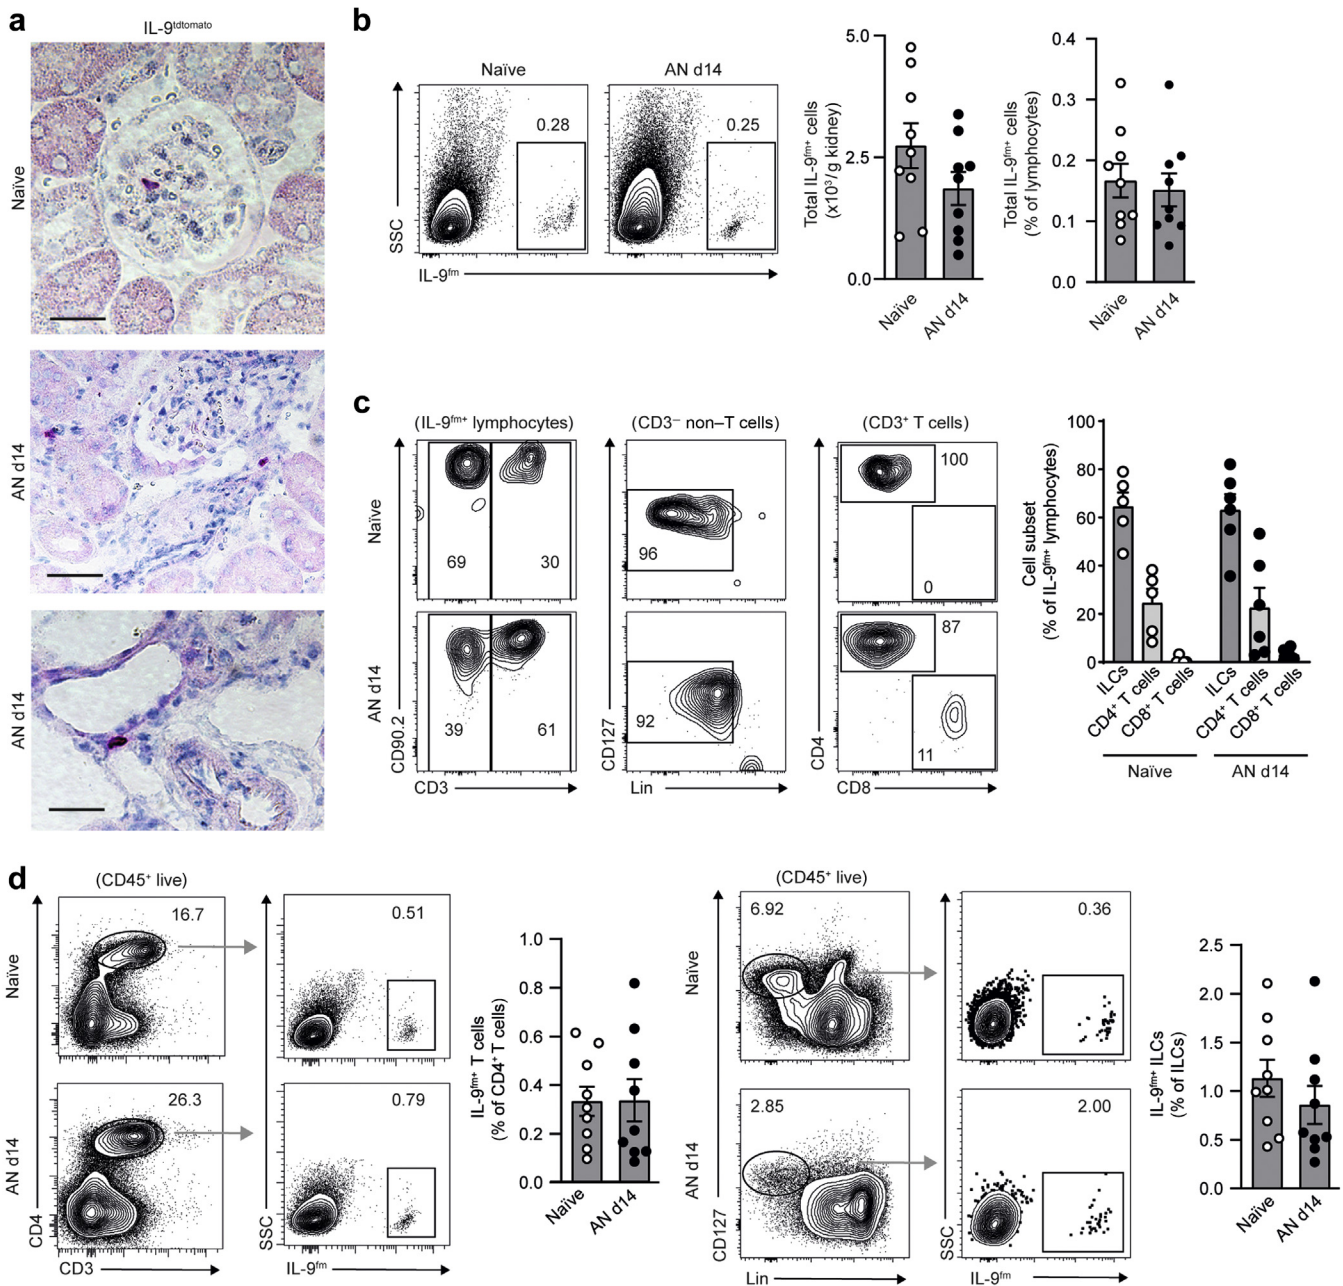 a
IL-9tdtomato
Naïve
AN d14
AN d14
b
Naïve
AN d14
0.28
0.25
SSC
IL-9fm
Total IL-9fm+ cells
(x10³/g kidney)
5.0
2.5
0.0
Naïve
AN d14
Total IL-9fm+ cells
(% of lymphocytes)
0.4
0.3
0.2
0.1
0.0
Naïve
AN d14
c
(IL-9fm+ lymphocytes)
(CD3– non–T cells)
(CD3+ T cells)
Naïve
69
30
96
100
0
AN d14
39
61
92
87
11
CD90.2
CD3
CD127
Lin
CD4
CD8
Cell subset
(% of IL-9fm+ lymphocytes)
100
80
60
40
20
0
ILCs
CD4+ T cells
CD8+ T cells
ILCs
CD4+ T cells
CD8+ T cells
Naïve
AN d14
d
(CD45+ live)
Naïve
16.7
0.51
AN d14
26.3
0.79
CD4
CD3
SSC
IL-9fm
IL-9fm+ T cells
(% of CD4+ T cells)
1.0
0.8
0.6
0.4
0.2
0.0
Naïve
AN d14
(CD45+ live)
Naïve
6.92
0.36
AN d14
2.85
2.00
CD127
Lin
SSC
IL-9fm
IL-9fm+ ILCs
(% of ILCs)
2.5
2.0
1.5
1.0
0.5
0.0
Naïve
AN d14